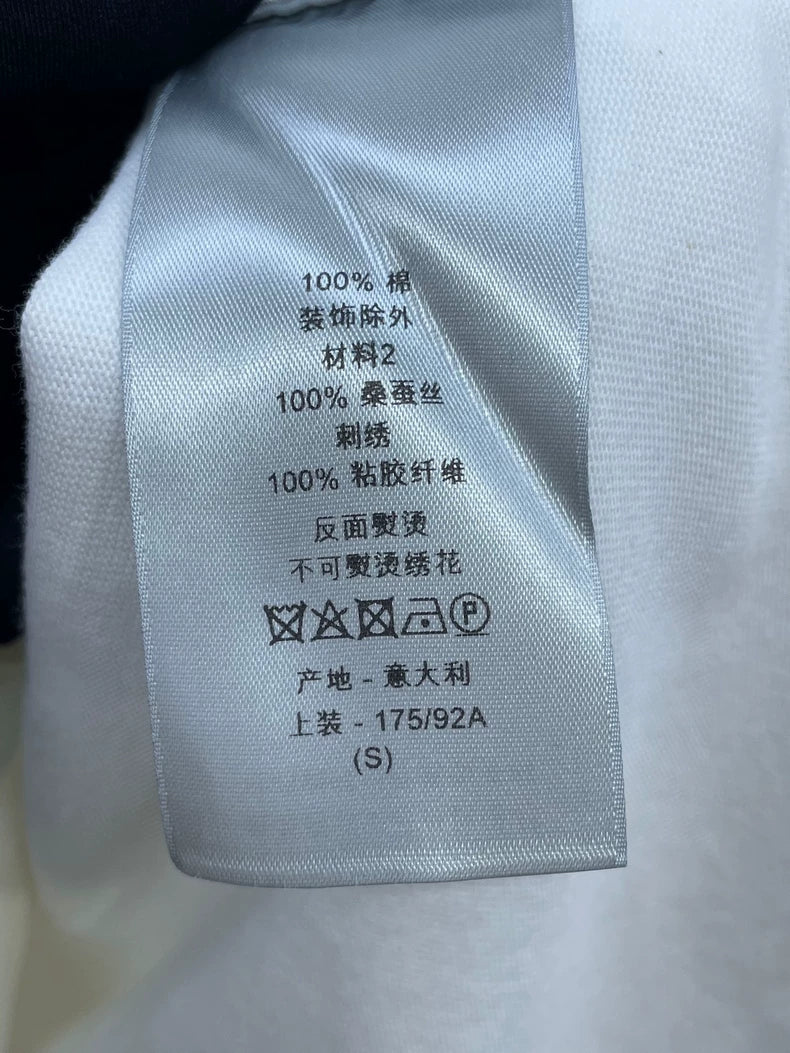 100% 棉
装饰除外
材料2
100% 桑蚕丝
刺绣
100% 粘胶纤维
反面熨烫
不可熨烫绣花
P
产地 - 意大利
上装 - 175/92A
(S)